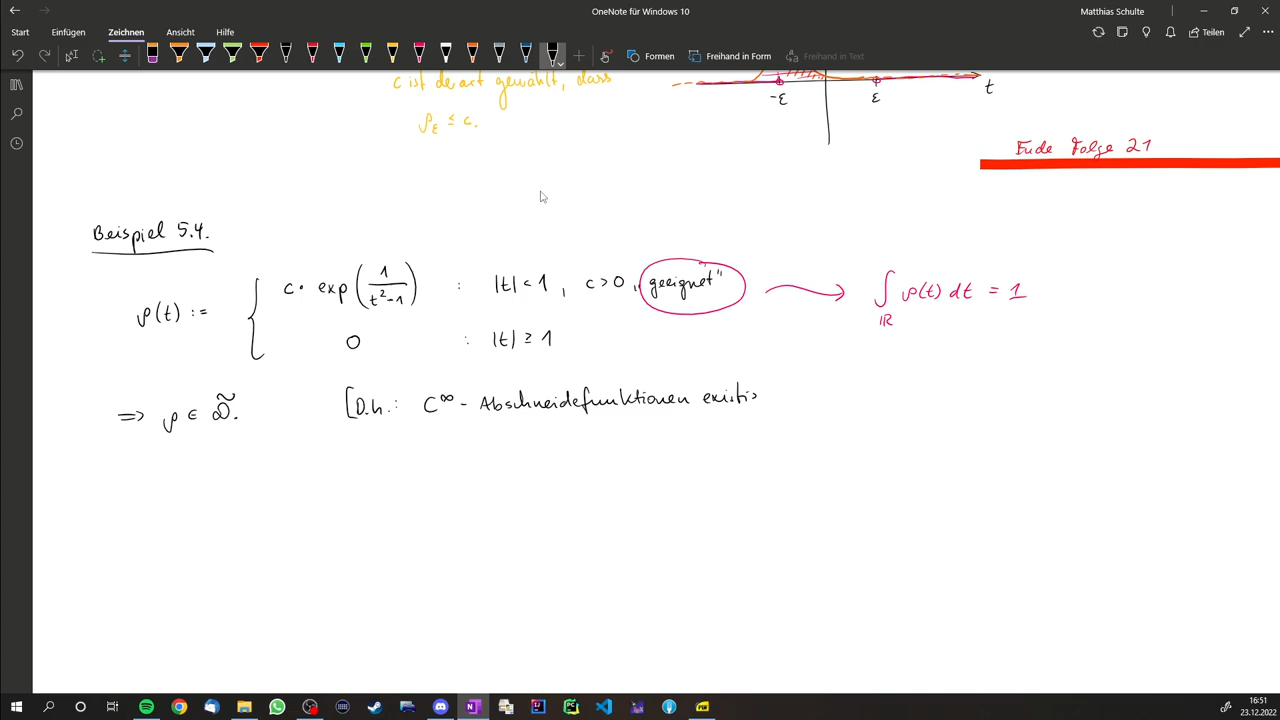 OneNote für Windows 10
Matthias Schulte
Start Einfügen Zeichnen Ansicht Hilfe
Teilen
Formen Freihand in Form Freihand in Text
c ist derart gewählt, dass
ρ_ε ≤ c.
-ε ε t
Ende Folge 21
Beispiel 5.4.
ρ(t) := { c · exp(1/(t²-1)) : |t| < 1, c > 0 „geeignet" ⟶ ∫_ℝ ρ(t) dt = 1
0 : |t| ≥ 1
⟹ ρ ∈ 𝒟̃. [D.h.: C^∞ - Abschneidefunktionen existi
16:51
23.12.2022